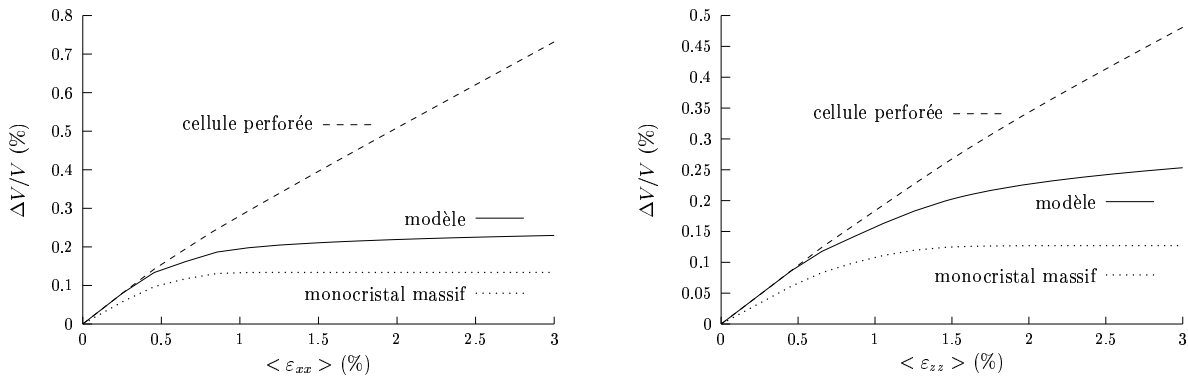 0.8
0.7
0.6
0.5
0.4
0.3
0.2
0.1
0
ΔV/V (%)
cellule perforée
modèle
monocristal massif
0 0.5 1 1.5 2 2.5 3
< ε_xx > (%)
0.5
0.45
0.4
0.35
0.3
0.25
0.2
0.15
0.1
0.05
0
ΔV/V (%)
cellule perforée
modèle
monocristal massif
0 0.5 1 1.5 2 2.5 3
< ε_zz > (%)